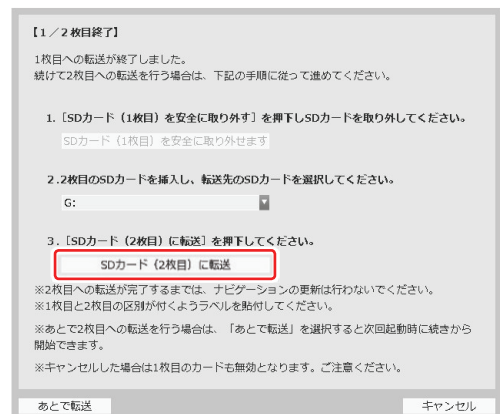 【1／2枚目終了】
1枚目への転送が終了しました。
続けて2枚目への転送を行う場合は、下記の手順に従って進めてください。
1.［SDカード（1枚目）を安全に取り外す］を押下しSDカードを取り外してください。
SDカード（1枚目）を安全に取り外せます
2.2枚目のSDカードを挿入し、転送先のSDカードを選択してください。
G:
3.［SDカード（2枚目）に転送］を押下してください。
SDカード（2枚目）に転送
※2枚目への転送が完了するまでは、ナビゲーションの更新は行わないでください。
※1枚目と2枚目の区別が付くようラベルを貼付してください。
※あとで2枚目への転送を行う場合は、「あとで転送」を選択すると次回起動時に続きから
開始できます。
※キャンセルした場合は1枚目のカードも無効となります。ご注意ください。
あとで転送
キャンセル